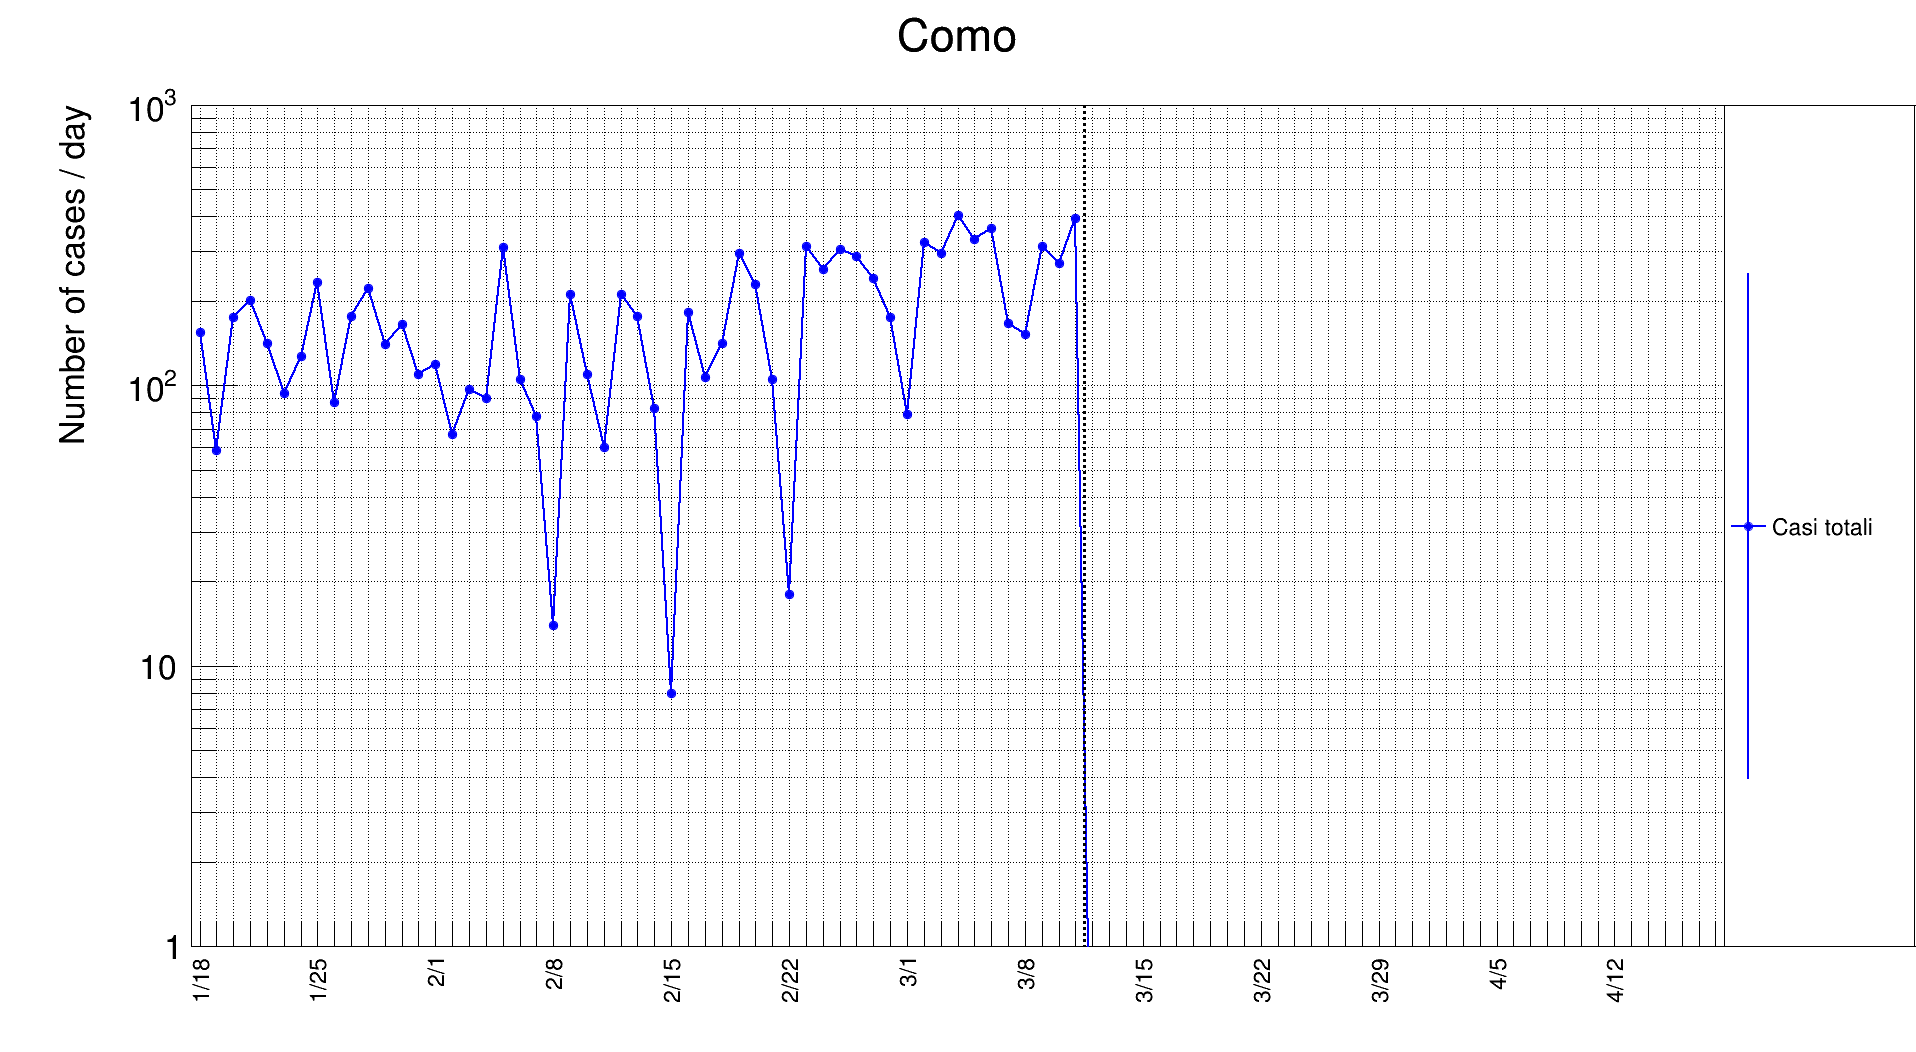 Como
Number of cases / day
10³
10²
10
1
1/18 1/25 2/1 2/8 2/15 2/22 3/1 3/8 3/15 3/22 3/29 4/5 4/12
Casi totali